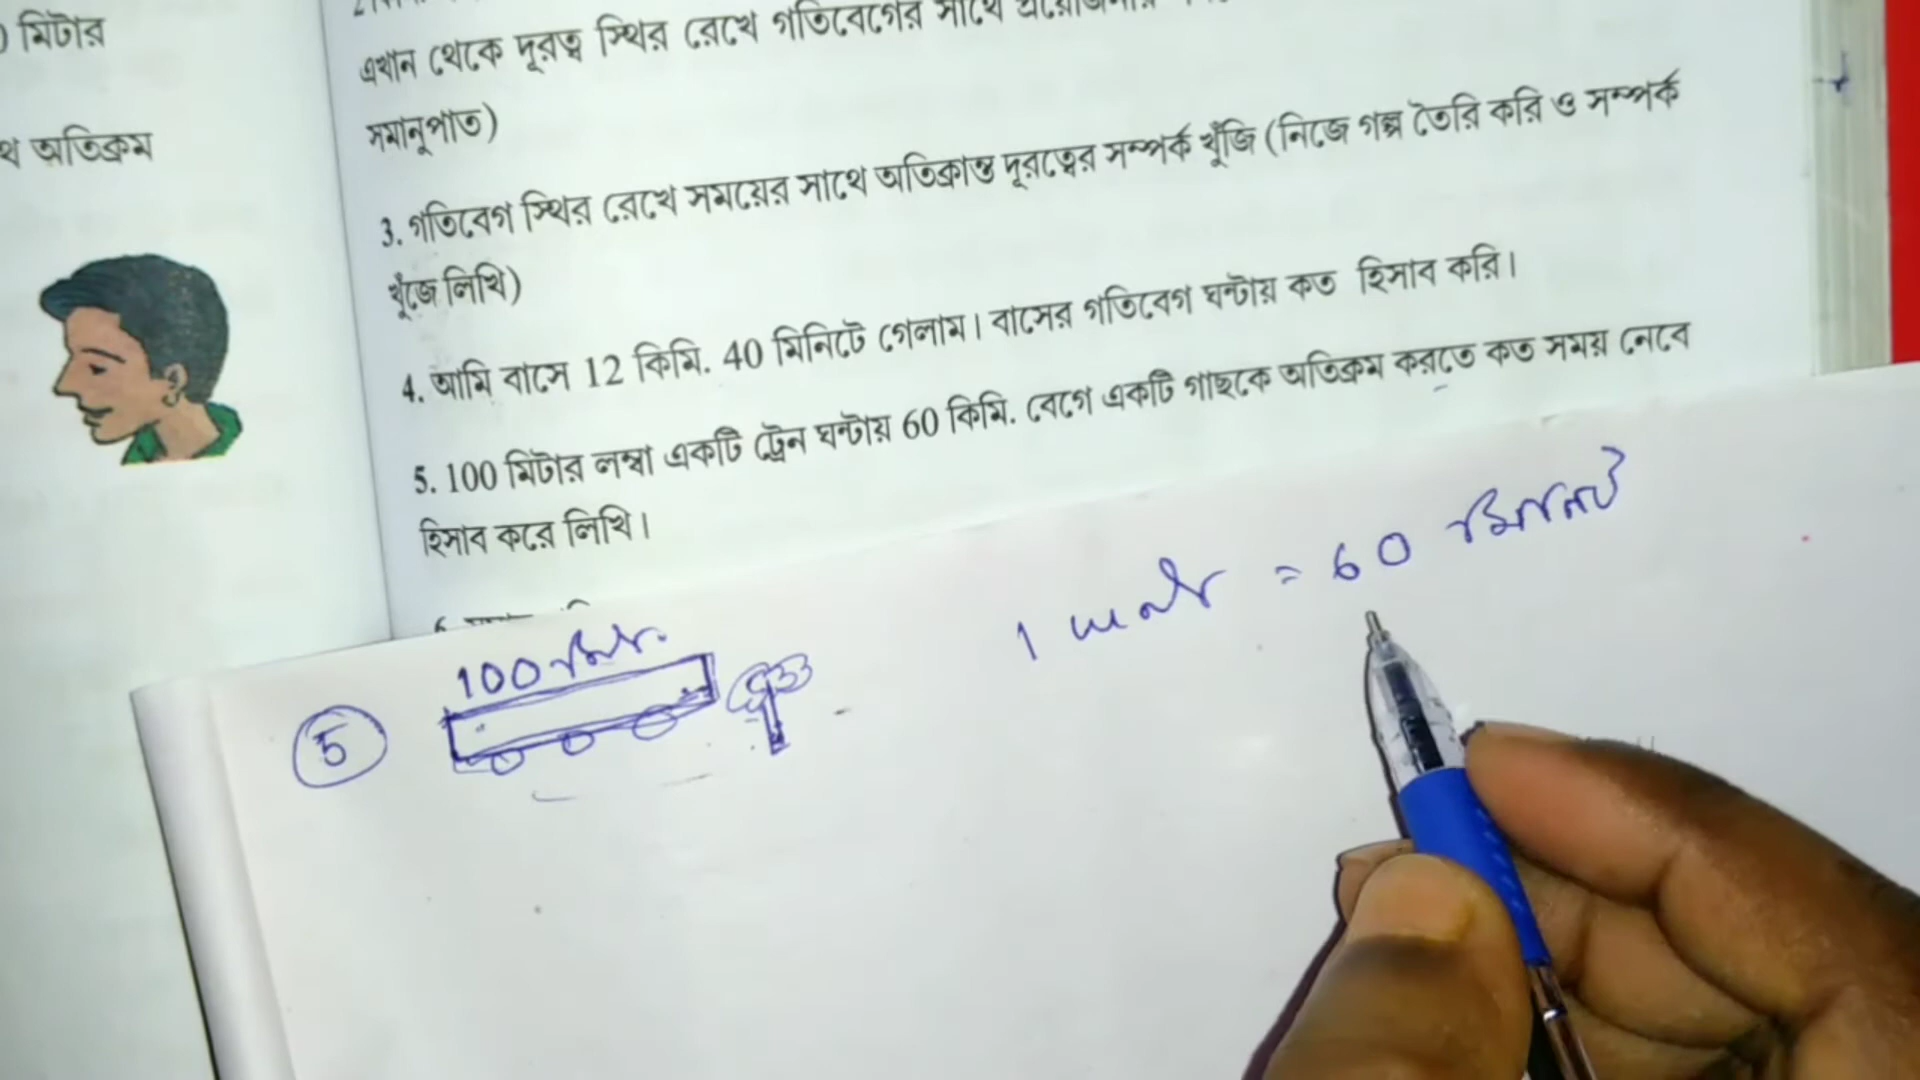 মিটার
অতিক্রম
এখান থেকে দূরত্ব স্থির রেখে গতিবেগের সাথে
সমানুপাত)
3. গতিবেগ স্থির রেখে সময়ের সাথে অতিক্রান্ত দূরত্বের সম্পর্ক খুঁজি (নিজে গল্প তৈরি করি ও সম্পর্ক
খুঁজে লিখি)
4. আমি বাসে 12 কিমি. 40 মিনিটে গেলাম। বাসের গতিবেগ ঘন্টায় কত হিসাব করি।
5. 100 মিটার লম্বা একটি ট্রেন ঘন্টায় 60 কিমি. বেগে একটি গাছকে অতিক্রম করতে কত সময় নেবে
হিসাব করে লিখি।
1 ঘন্টা = 60 মিনিট
100 মি.
5